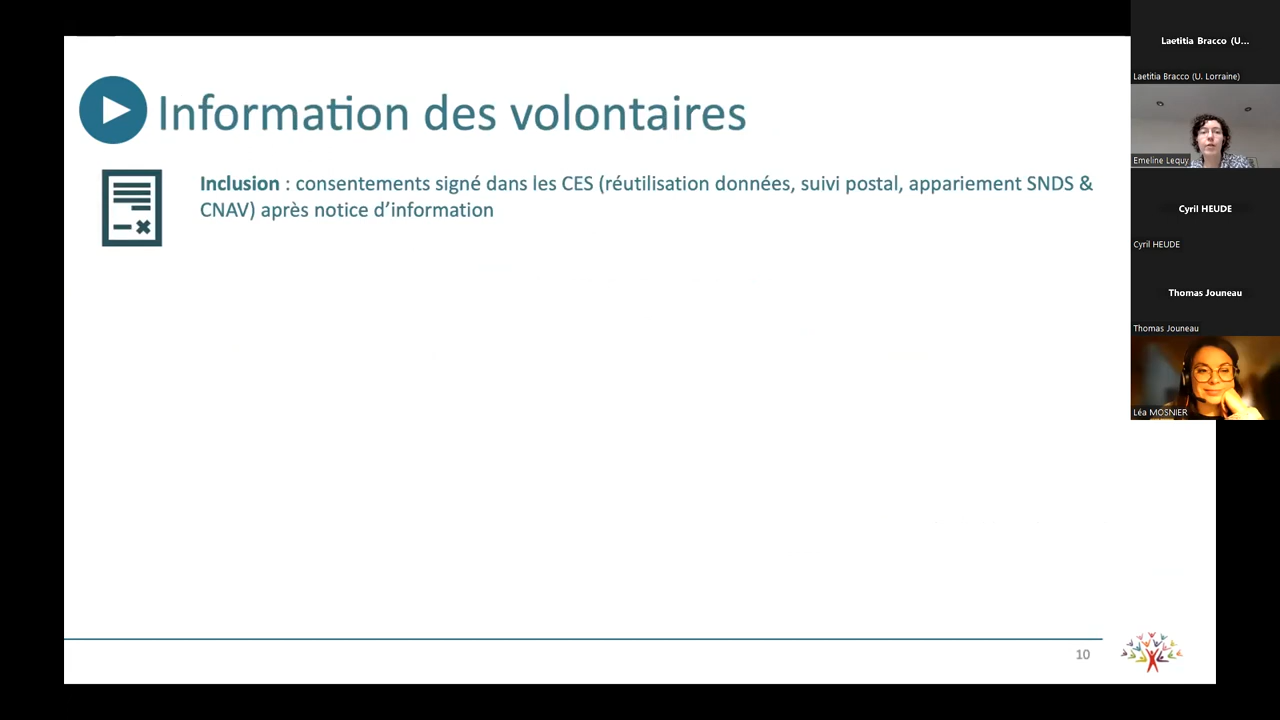 Information des volontaires
Inclusion : consentements signé dans les CES (réutilisation données, suivi postal, appariement SNDS &
CNAV) après notice d'information
10
Laetitia Bracco (U...
Laetitia Bracco (U. Lorraine)
Emeline Lequy
Cyril HEUDE
Cyril HEUDE
Thomas Jouneau
Thomas Jouneau
Léa MOSNIER